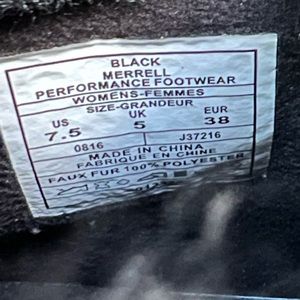 BLACK
MERRELL
PERFORMANCE FOOTWEAR
WOMENS-FEMMES
SIZE-GRANDEUR
US UK EUR
7.5 5 38
0816 J37216
MADE IN CHINA
FABRIQUE EN CHINE
FAUX FUR 100% POLYESTER